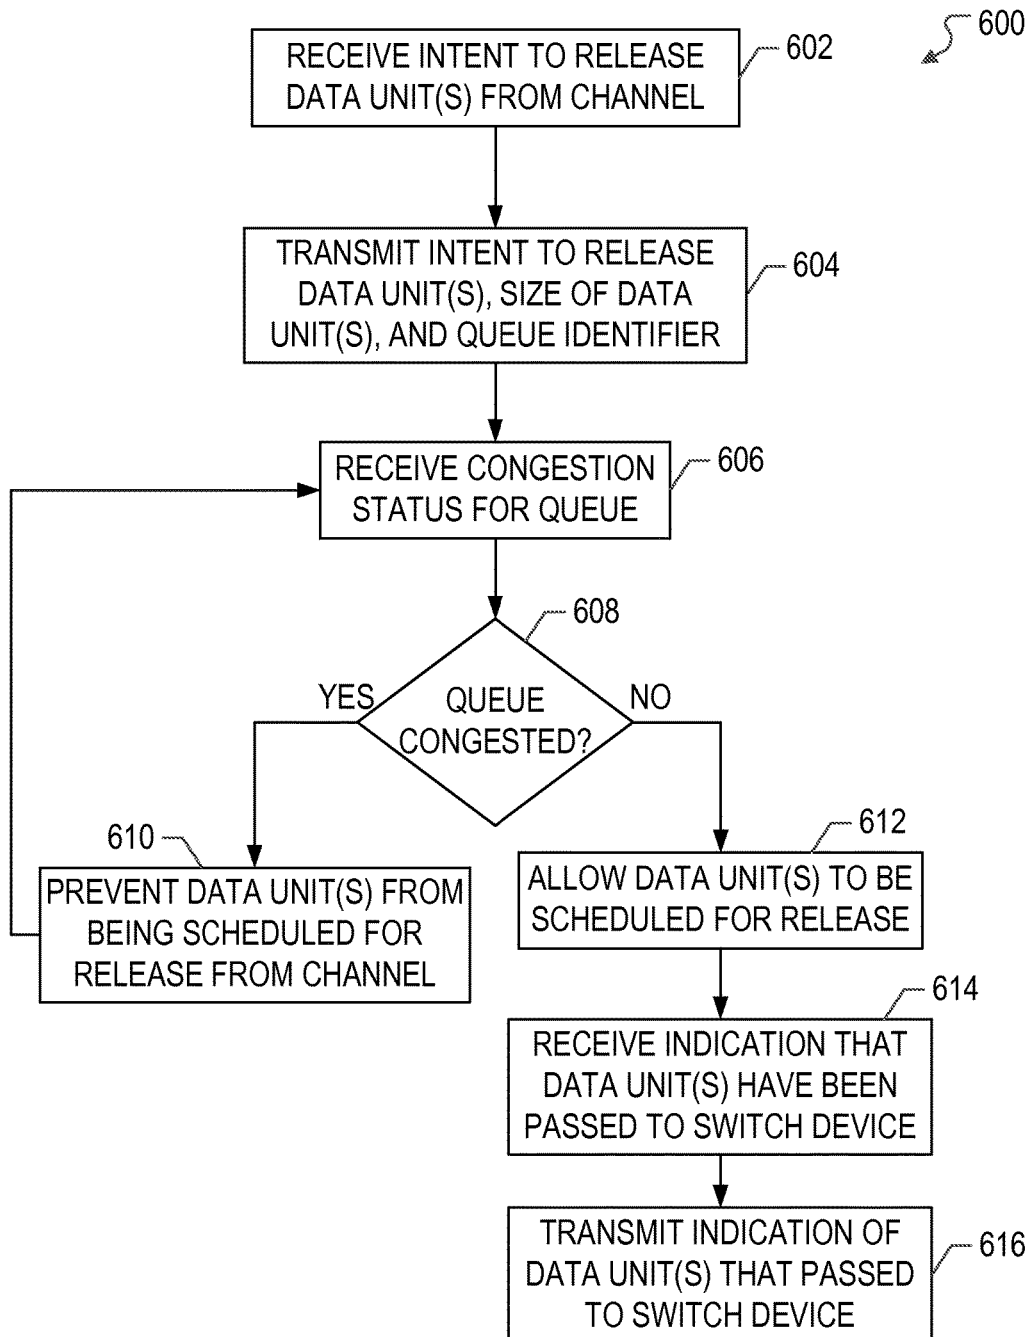 600
RECEIVE INTENT TO RELEASE
DATA UNIT(S) FROM CHANNEL
602
TRANSMIT INTENT TO RELEASE
DATA UNIT(S), SIZE OF DATA
UNIT(S), AND QUEUE IDENTIFIER
604
RECEIVE CONGESTION
STATUS FOR QUEUE
606
608
YES
QUEUE
CONGESTED?
NO
610
PREVENT DATA UNIT(S) FROM
BEING SCHEDULED FOR
RELEASE FROM CHANNEL
612
ALLOW DATA UNIT(S) TO BE
SCHEDULED FOR RELEASE
614
RECEIVE INDICATION THAT
DATA UNIT(S) HAVE BEEN
PASSED TO SWITCH DEVICE
TRANSMIT INDICATION OF
DATA UNIT(S) THAT PASSED
TO SWITCH DEVICE
616